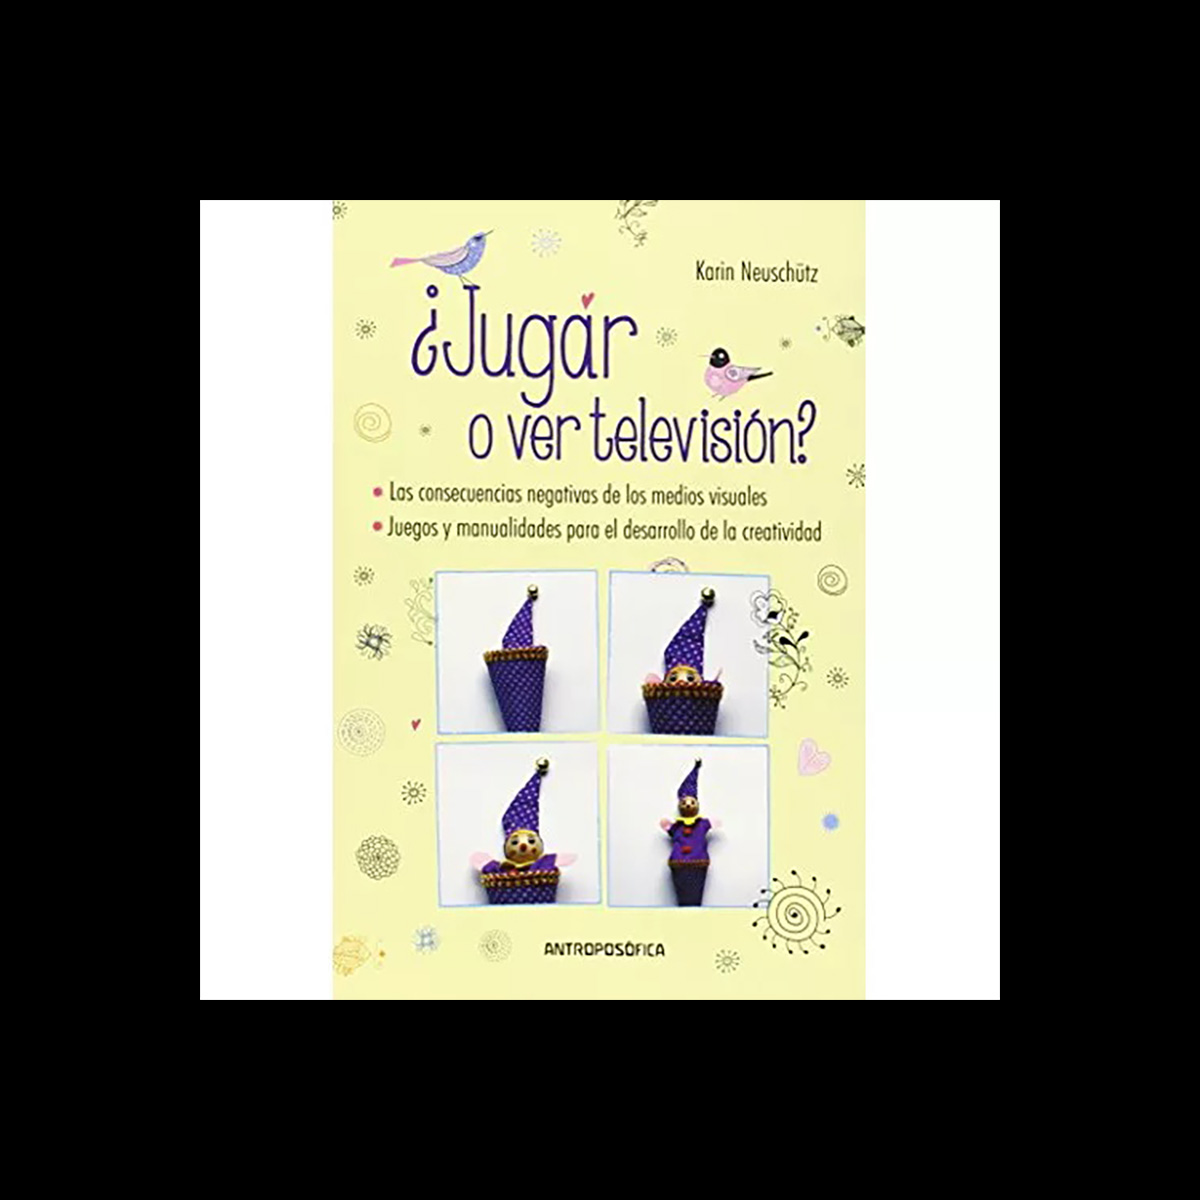 Karin Neuschütz
¿Jugar
o ver televisión?
• Las consecuencias negativas de los medios visuales
• Juegos y manualidades para el desarrollo de la creatividad
ANTROPOSÓFICA